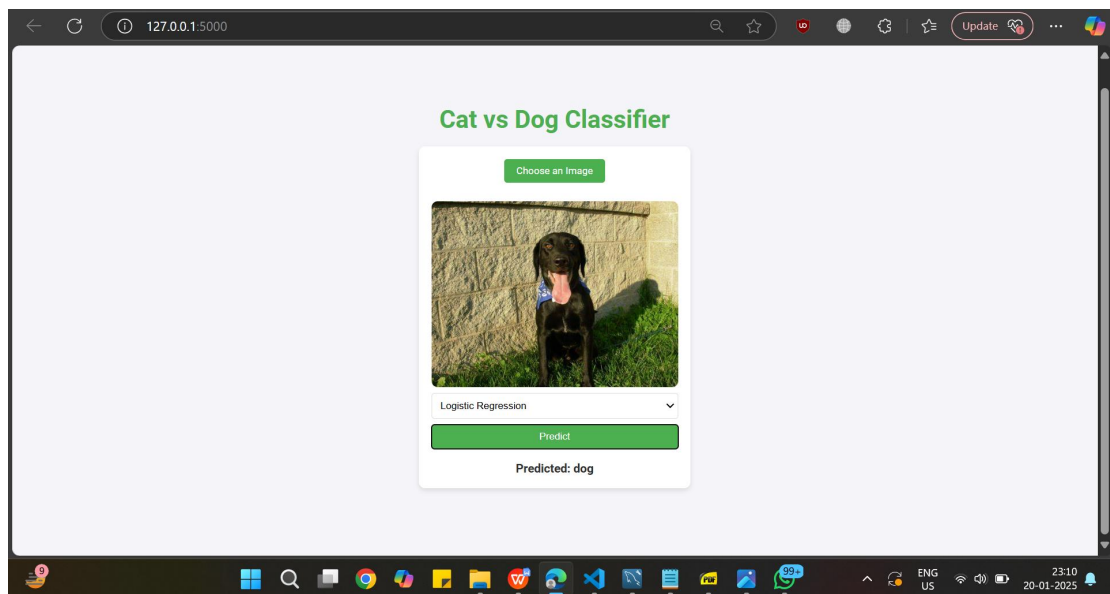 127.0.0.1:5000
Update
Cat vs Dog Classifier
Choose an Image
Logistic Regression
Predict
Predicted: dog
9
99+
PDF
ENG
US
23:10
20-01-2025